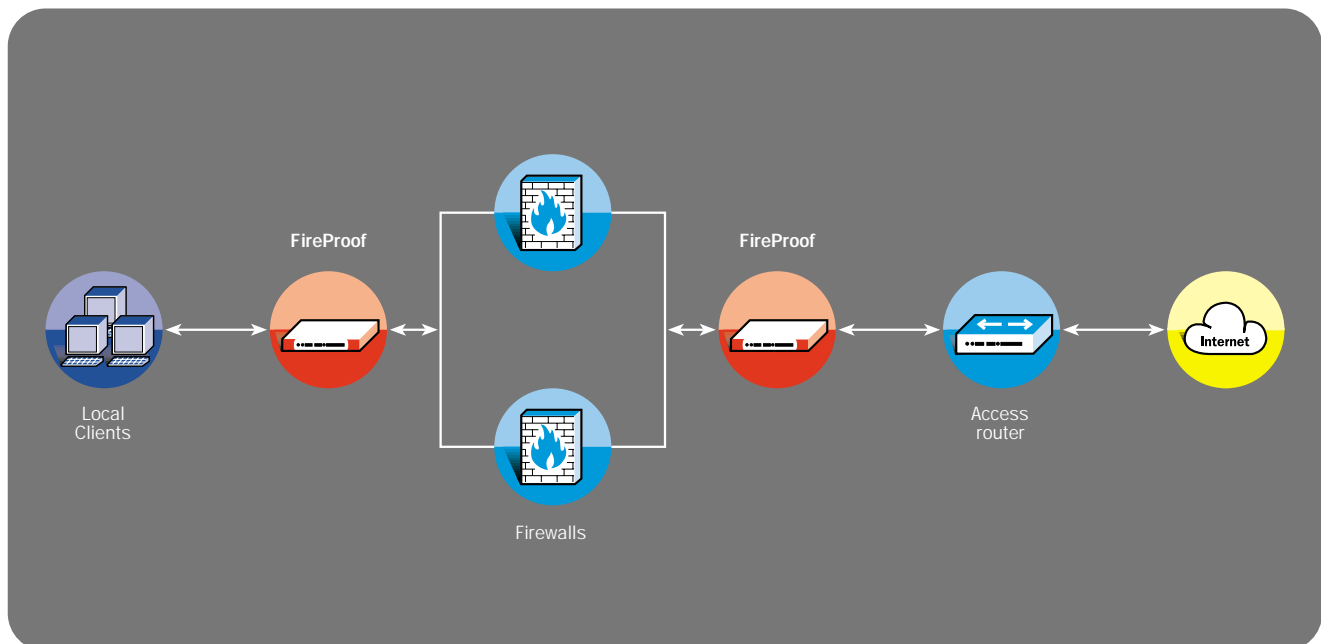 FireProof
FireProof
Internet
Local
Clients
Access
router
Firewalls